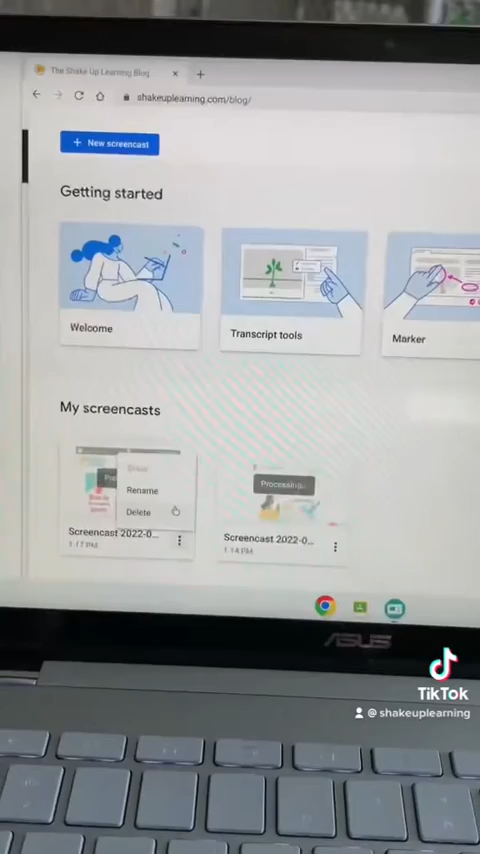 The Shake Up Learning Blog
shakeuplearning.com/blog/
+ New screencast
Getting started
Welcome
Transcript tools
Marker
My screencasts
Share
Rename
Delete
Processing...
Screencast 2022-0...
1:17 PM
Screencast 2022-0...
1:14 PM
ASUS
TikTok
@shakeuplearning